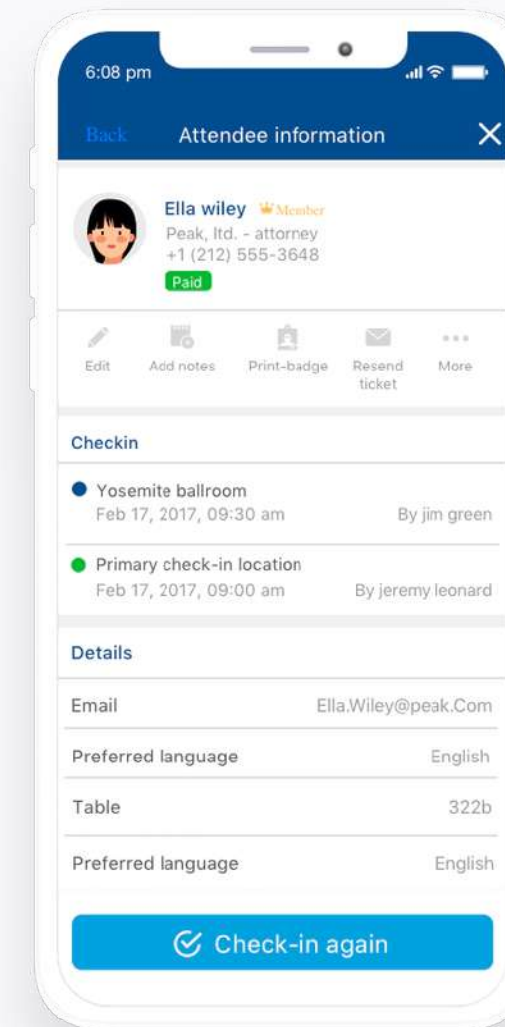 6:08 pm
Back Attendee information
Ella wiley Member
Peak, ltd. - attorney
+1 (212) 555-3648
Paid
Edit Add notes Print-badge Resend ticket More
Checkin
Yosemite ballroom
Feb 17, 2017, 09:30 am By jim green
Primary check-in location
Feb 17, 2017, 09:00 am By jeremy leonard
Details
Email Ella.Wiley@peak.Com
Preferred language English
Table 322b
Preferred language English
Check-in again